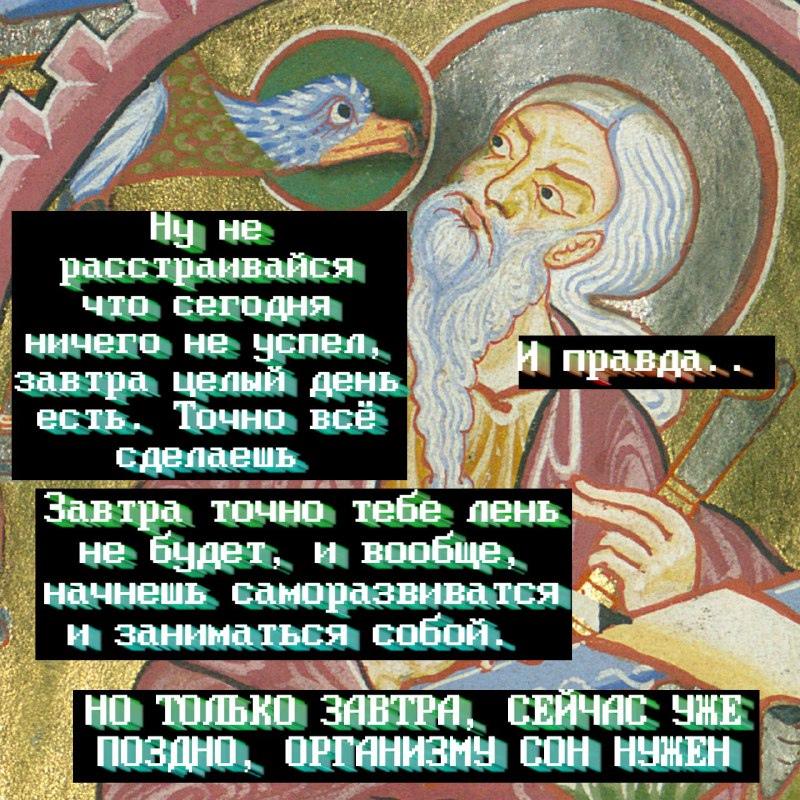 Ну не
расстраивайся
что сегодня
ничего не успел,
завтра целый день
есть. Точно всё
сделаешь
И правда..
Завтра точно тебе лень
не будет, и вообще,
начнешь саморазвиватся
и заниматься собой.
НО ТОЛЬКО ЗАВТРА, СЕЙЧАС УЖЕ
ПОЗДНО, ОРГАНИЗМУ СОН НУЖЕН